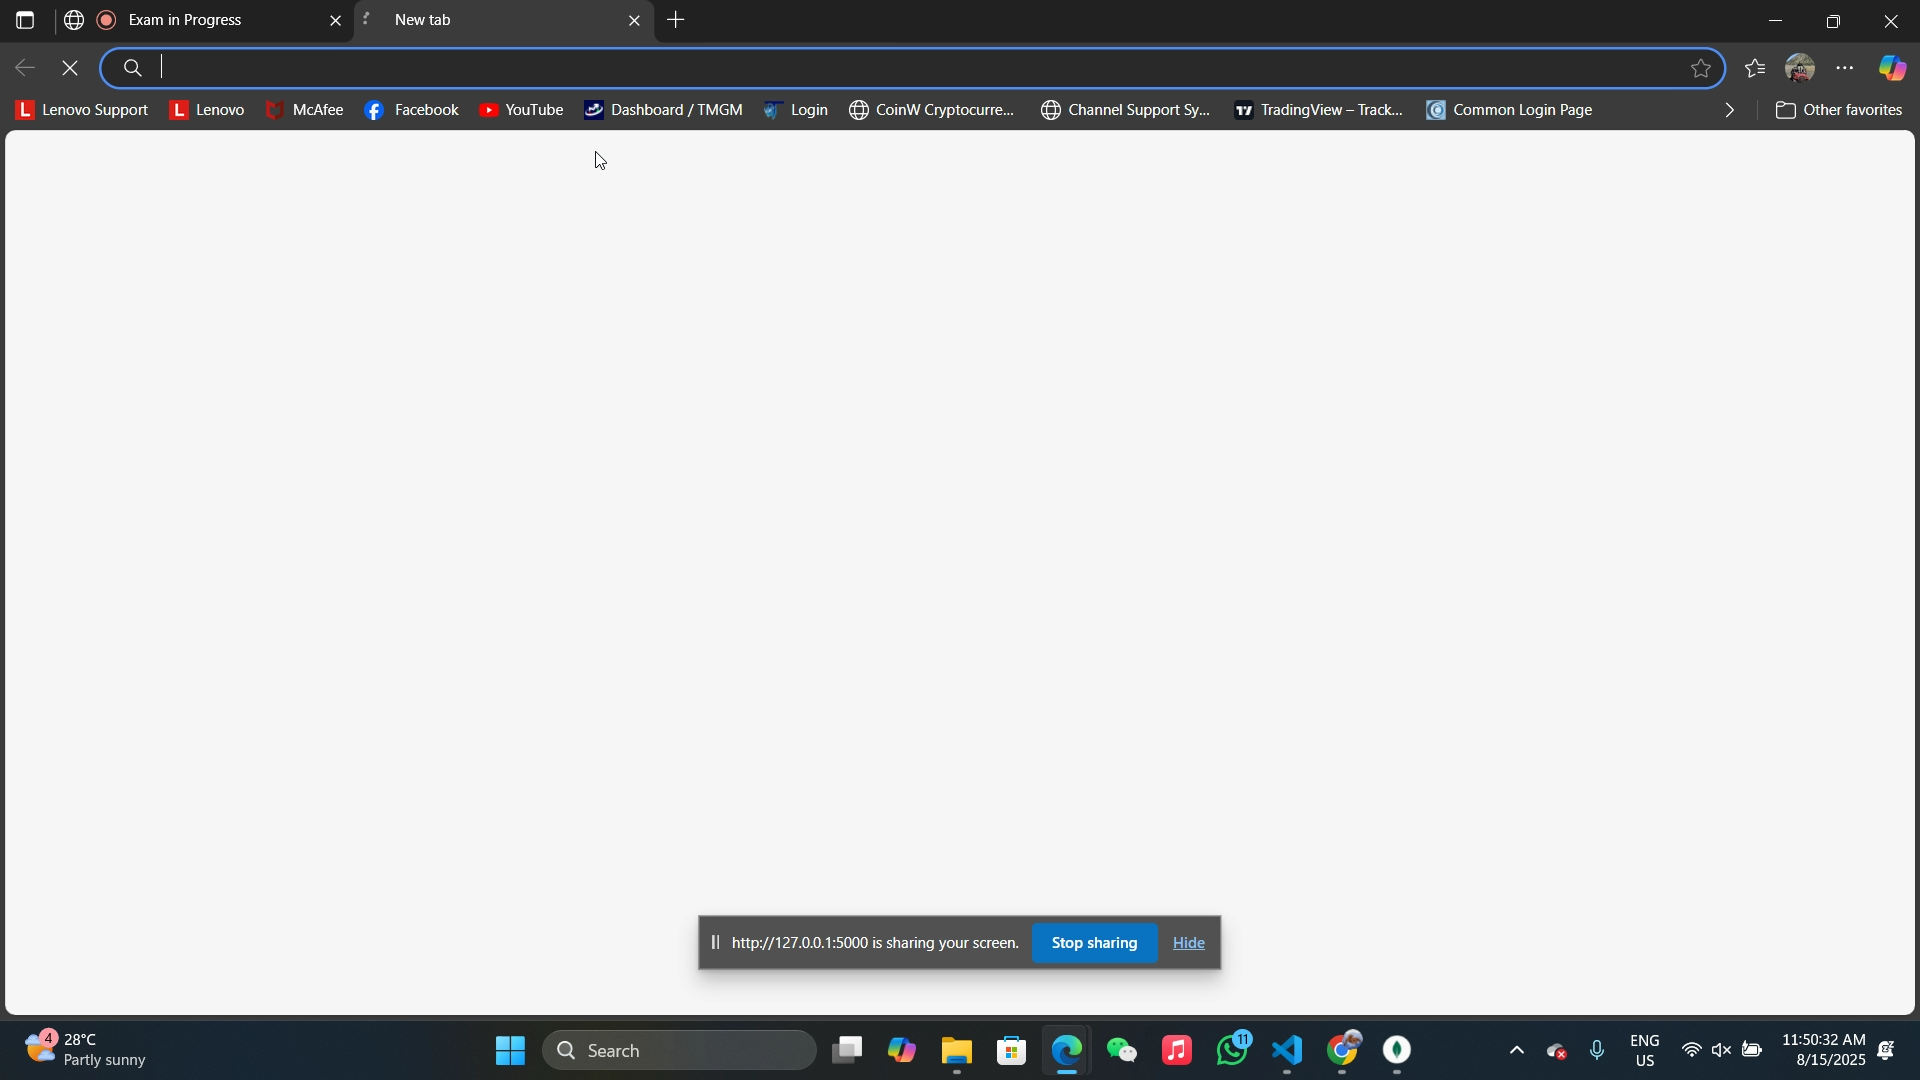 Exam in Progress
New tab
Lenovo Support
Lenovo
McAfee
Facebook
YouTube
Dashboard / TMGM
Login
CoinW Cryptocurre...
Channel Support Sy...
TradingView – Track...
Common Login Page
Other favorites
http://127.0.0.1:5000 is sharing your screen.
Stop sharing
Hide
4
28°C
Partly sunny
Search
11
ENG
US
11:50:32 AM
8/15/2025